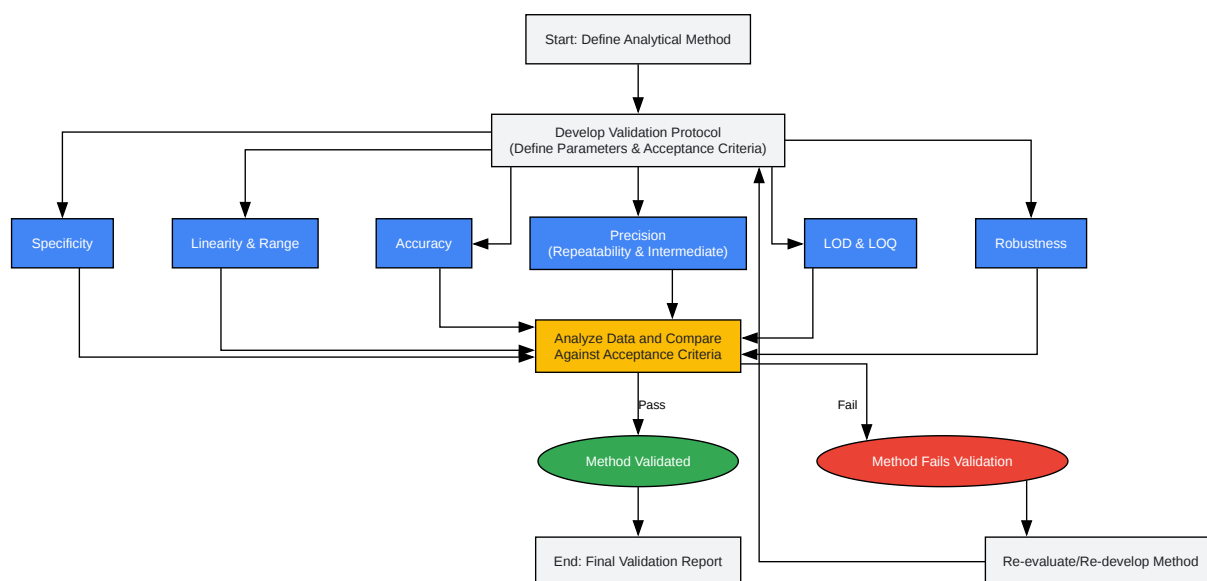 Start: Define Analytical Method
Develop Validation Protocol
(Define Parameters & Acceptance Criteria)
Specificity
Linearity & Range
Accuracy
Precision
(Repeatability & Intermediate)
LOD & LOQ
Robustness
Analyze Data and Compare
Against Acceptance Criteria
Pass
Fail
Method Validated
Method Fails Validation
End: Final Validation Report
Re-evaluate/Re-develop Method